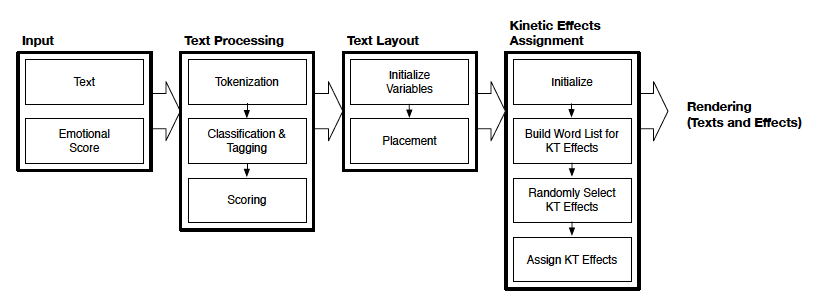 Input
Text
Emotional
Score
Text Processing
Tokenization
Classification &
Tagging
Scoring
Text Layout
Initialize
Variables
Placement
Kinetic Effects
Assignment
Initialize
Build Word List for
KT Effects
Randomly Select
KT Effects
Assign KT Effects
Rendering
(Texts and Effects)